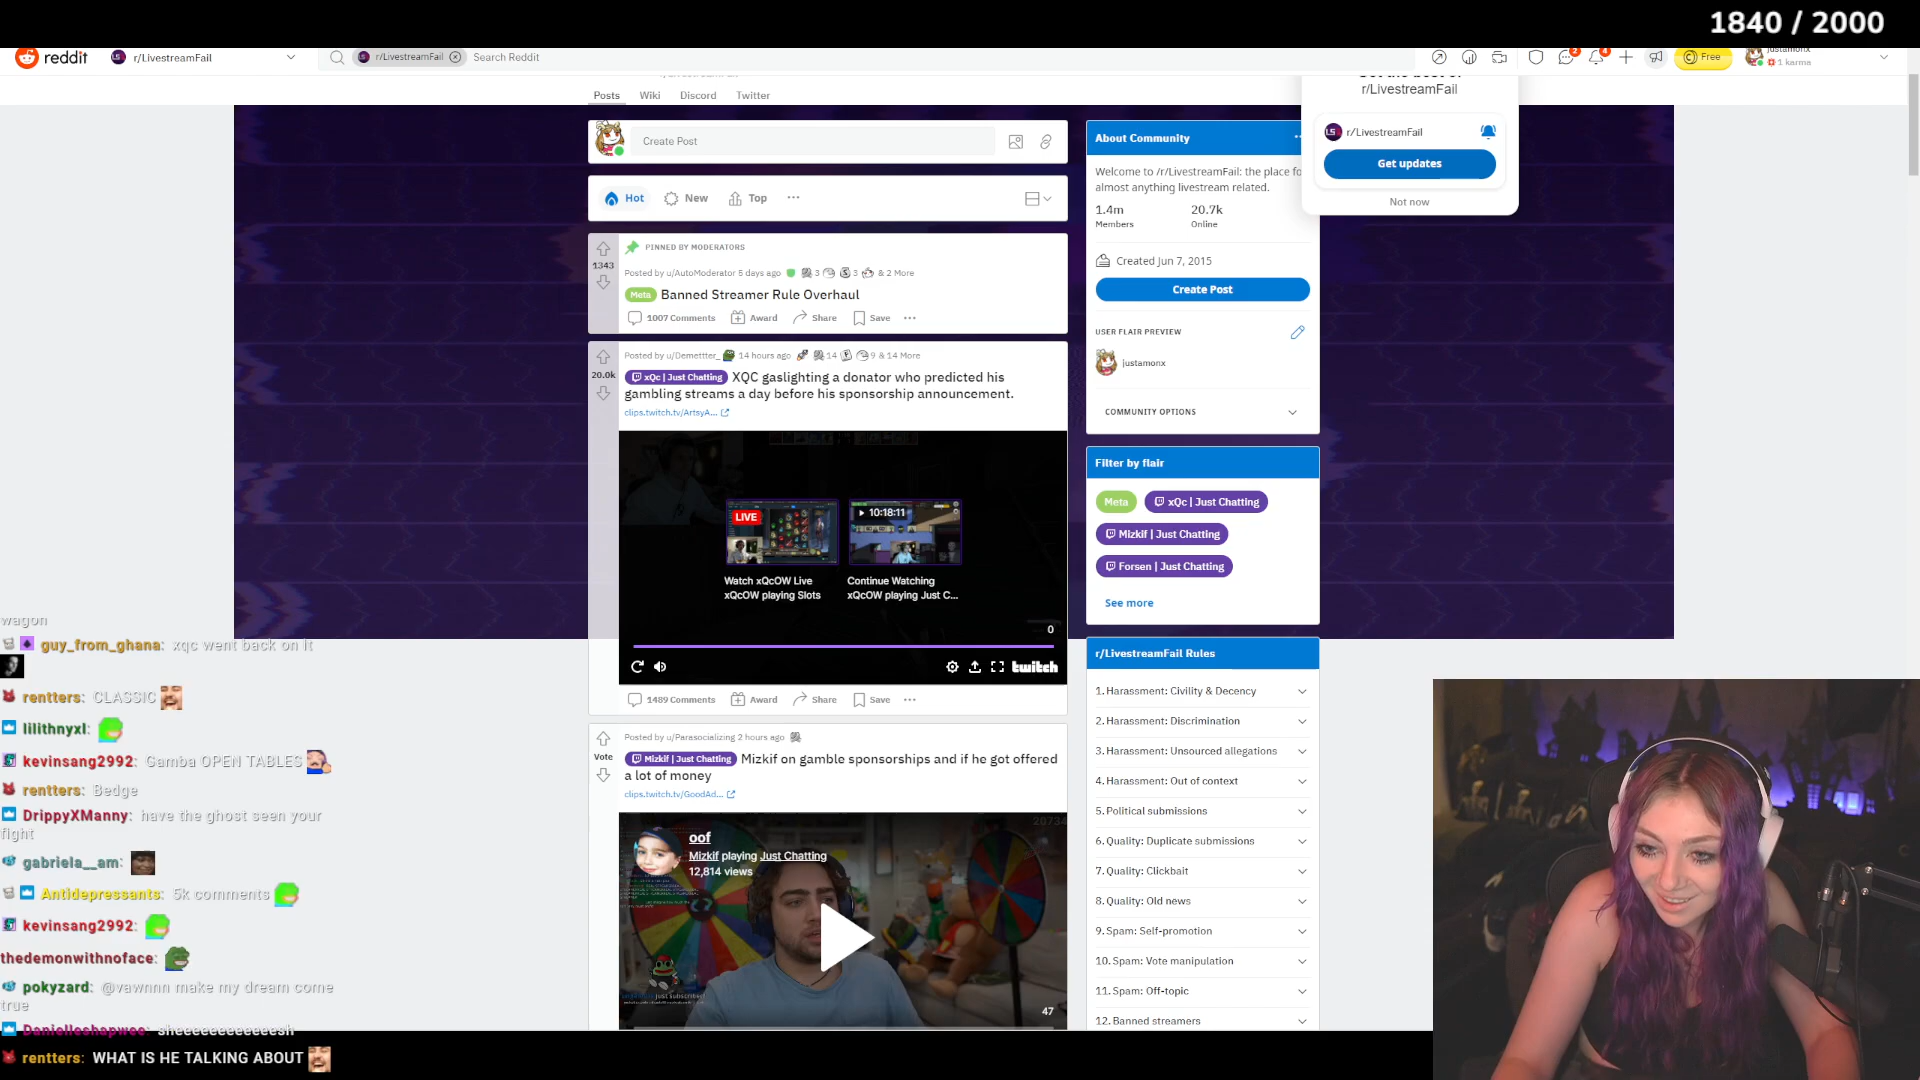 1840 / 2000
reddit
r/LivestreamFail
r/LivestreamFail
Search Reddit
Free
justamonx
1 karma
Posts
Wiki
Discord
Twitter
r/LivestreamFail
r/LivestreamFail
Get updates
Not now
Create Post
Hot
New
Top
PINNED BY MODERATORS
1343
Posted by u/AutoModerator 5 days ago
3
3
& 2 More
Meta Banned Streamer Rule Overhaul
1007 Comments
Award
Share
Save
Posted by u/Demettter_
14 hours ago
14
9
& 14 More
20.0k
xQc | Just Chatting XQC gaslighting a donator who predicted his
gambling streams a day before his sponsorship announcement.
clips.twitch.tv/ArtsyA...
LIVE
10:18:11
Watch xQcOW Live
xQcOW playing Slots
Continue Watching
xQcOW playing Just C...
0
twitch
1489 Comments
Award
Share
Save
Posted by u/Parasocializing 2 hours ago
Vote
Mizkif | Just Chatting Mizkif on gamble sponsorships and if he got offered
a lot of money
clips.twitch.tv/GoodAd...
oof
Mizkif playing Just Chatting
12,814 views
20734
just subscribed!
47
About Community
Welcome to /r/LivestreamFail: the place fo
almost anything livestream related.
1.4m
Members
20.7k
Online
Created Jun 7, 2015
Create Post
USER FLAIR PREVIEW
justamonx
COMMUNITY OPTIONS
Filter by flair
Meta
xQc | Just Chatting
Mizkif | Just Chatting
Forsen | Just Chatting
See more
r/LivestreamFail Rules
1. Harassment: Civility & Decency
2. Harassment: Discrimination
3. Harassment: Unsourced allegations
4. Harassment: Out of context
5. Political submissions
6. Quality: Duplicate submissions
7. Quality: Clickbait
8. Quality: Old news
9. Spam: Self-promotion
10. Spam: Vote manipulation
11. Spam: Off-topic
12. Banned streamers
wagon
guy_from_ghana: xqc went back on it
rentters: CLASSIC
lilithnyxl:
kevinsang2992: Gamba OPEN TABLES
rentters: Bedge
DrippyXManny: have the ghost seen your
fight
gabriela__am:
Antidepressants: 5k comments
kevinsang2992:
thedemonwithnoface:
pokyzard: @vawnnn make my dream come
true
Danielleshapwee: sheeeeeeeeeeeesh
rentters: WHAT IS HE TALKING ABOUT